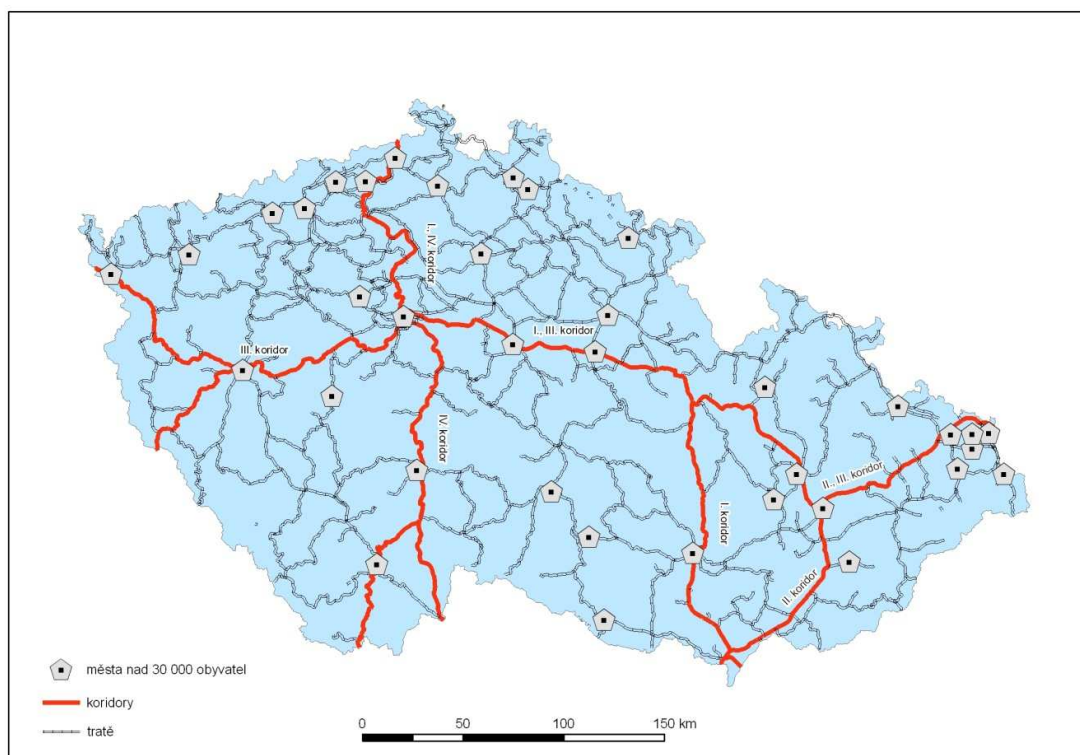 I., IV. koridor
I., III. koridor
III. koridor
IV. koridor
II., III. koridor
I. koridor
II. koridor
města nad 30 000 obyvatel
koridory
tratě
0 50 100 150 km